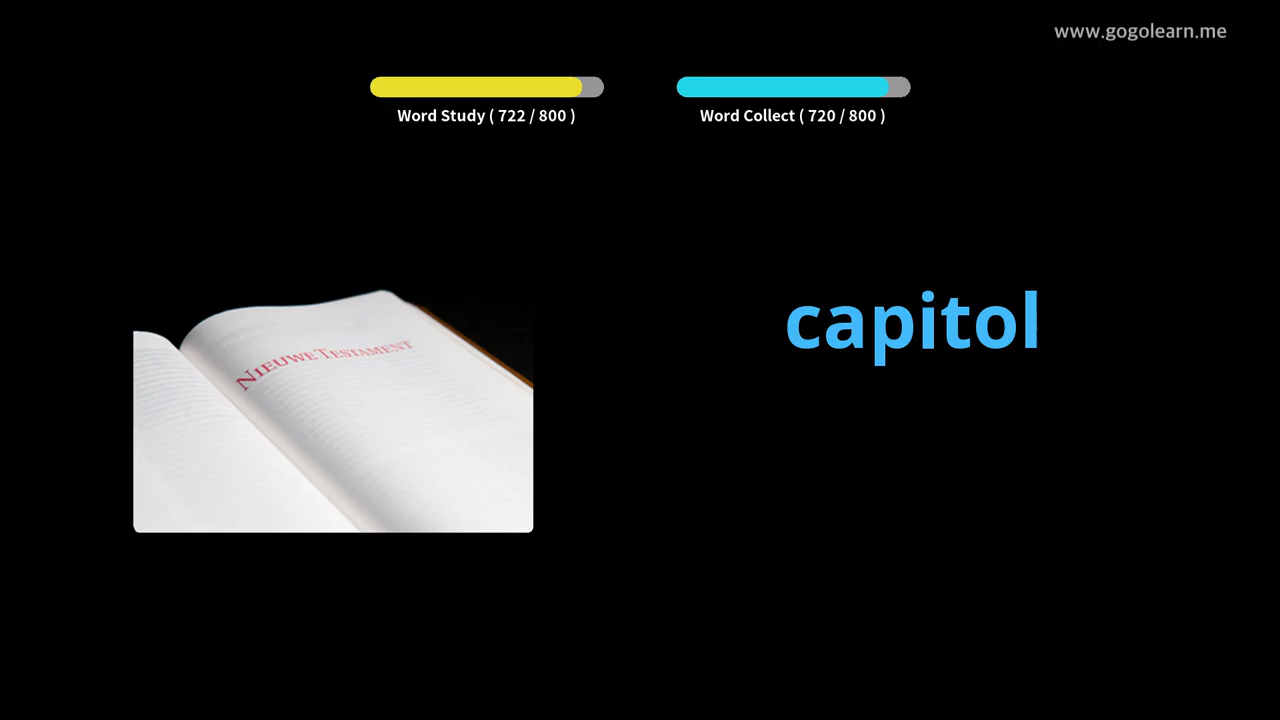 www.gogolearn.me
Word Study ( 722 / 800 )
Word Collect ( 720 / 800 )
capitol
NIEUWE TESTAMENT